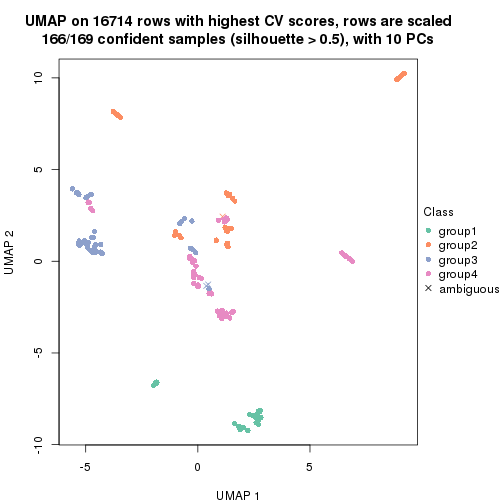 UMAP on 16714 rows with highest CV scores, rows are scaled
166/169 confident samples (silhouette > 0.5), with 10 PCs
10
5
0
-5
-10
UMAP 2
-5
0
5
UMAP 1
Class
group1
group2
group3
group4
ambiguous